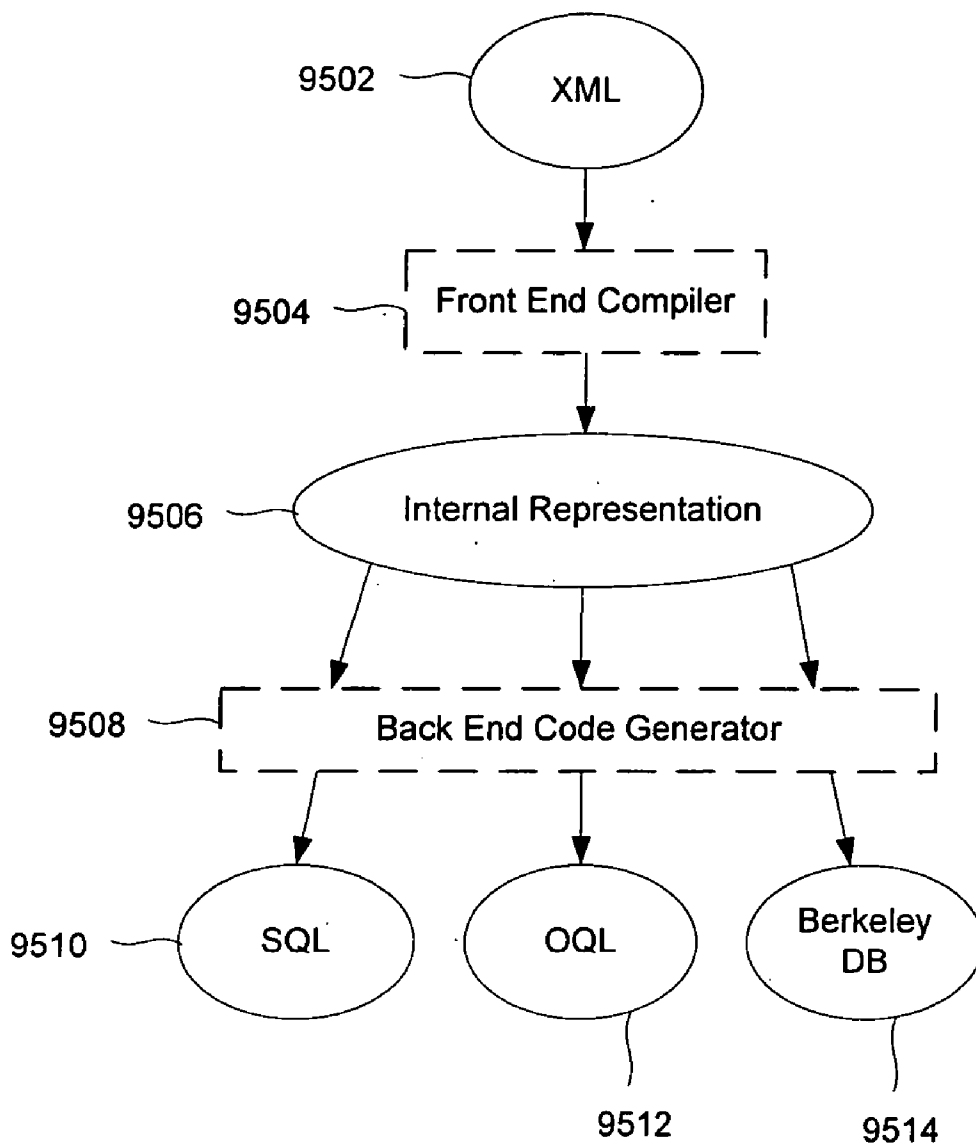 9502
XML
9504
Front End Compiler
9506
Internal Representation
9508
Back End Code Generator
9510
SQL
OQL
Berkeley
DB
9512
9514